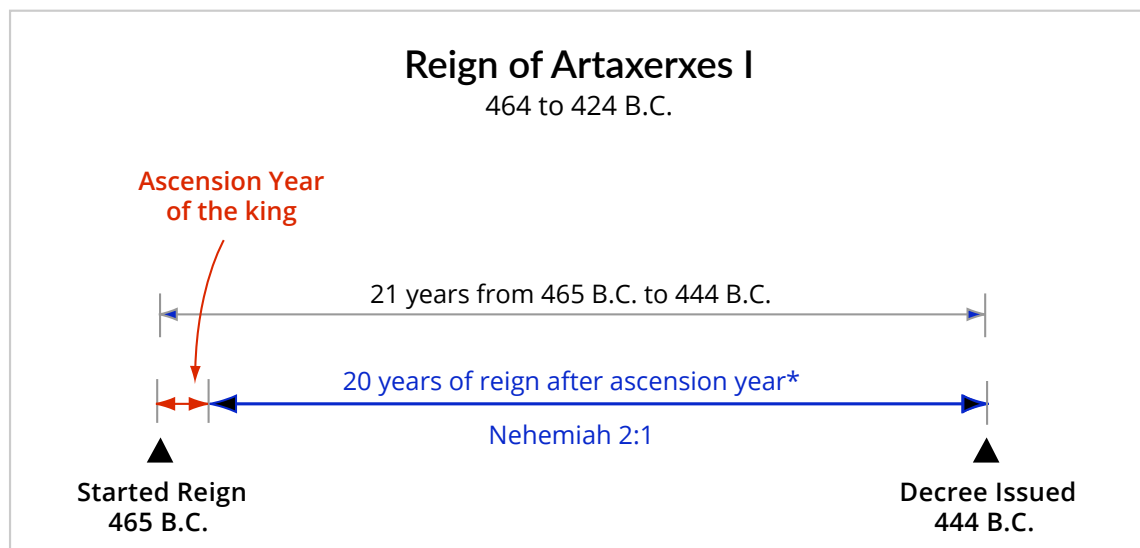 Reign of Artaxerxes I
464 to 424 B.C.
Ascension Year
of the king
21 years from 465 B.C. to 444 B.C.
20 years of reign after ascension year*
Nehemiah 2:1
Started Reign
465 B.C.
Decree Issued
444 B.C.